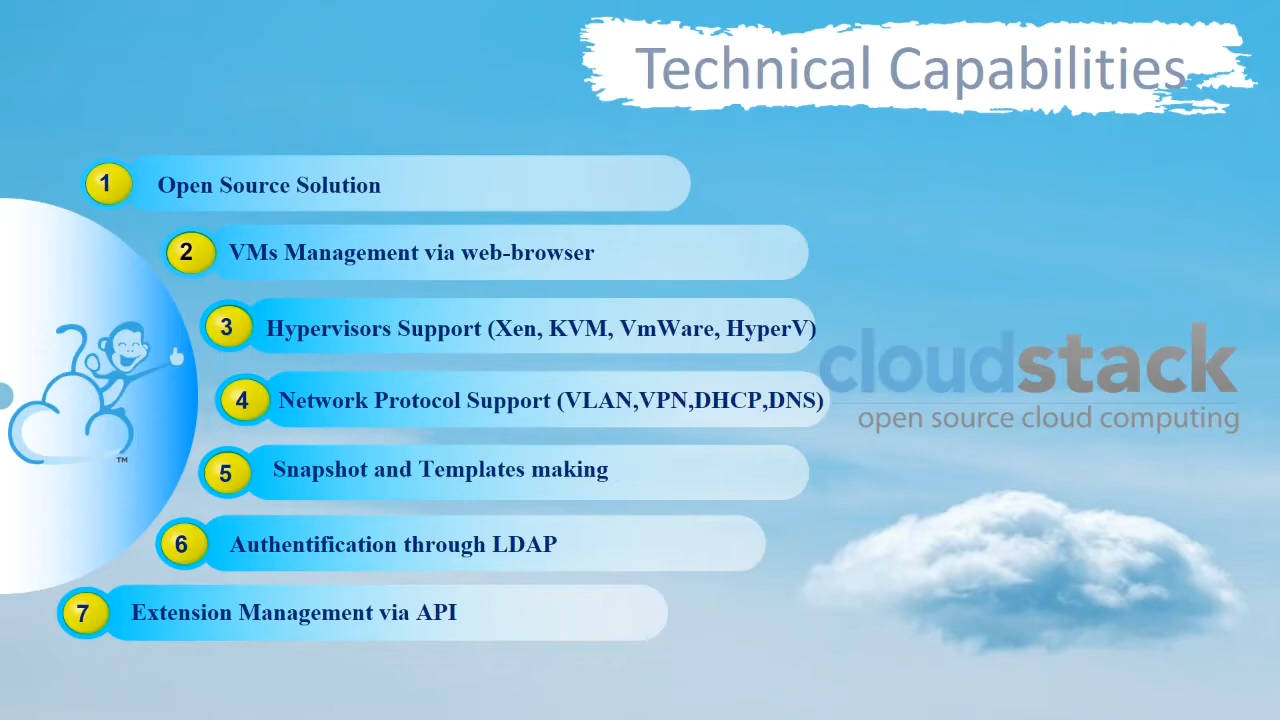 Technical Capabilities
1 Open Source Solution
2 VMs Management via web-browser
3 Hypervisors Support (Xen, KVM, VmWare, HyperV)
4 Network Protocol Support (VLAN,VPN,DHCP,DNS)
5 Snapshot and Templates making
6 Authentification through LDAP
7 Extension Management via API
cloudstack
open source cloud computing
TM